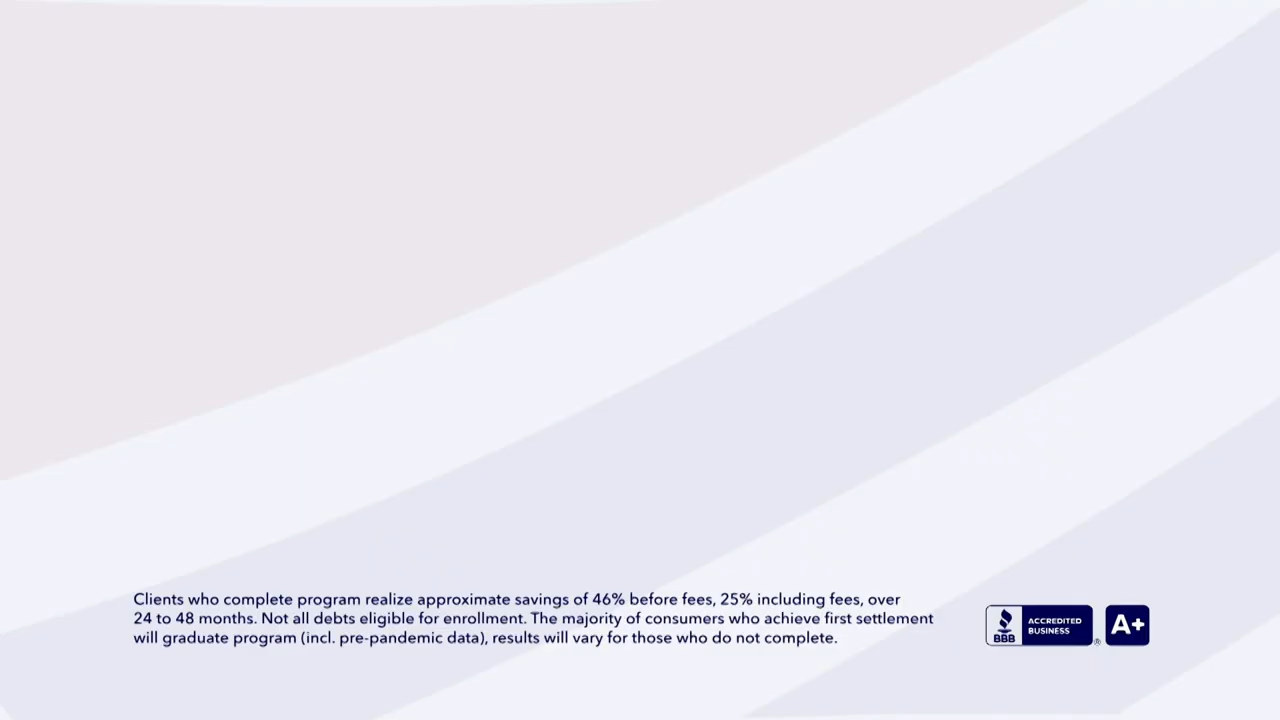 Clients who complete program realize approximate savings of 46% before fees, 25% including fees, over
24 to 48 months. Not all debts eligible for enrollment. The majority of consumers who achieve first settlement
will graduate program (incl. pre-pandemic data), results will vary for those who do not complete.
BBB
ACCREDITED
BUSINESS
®
A+